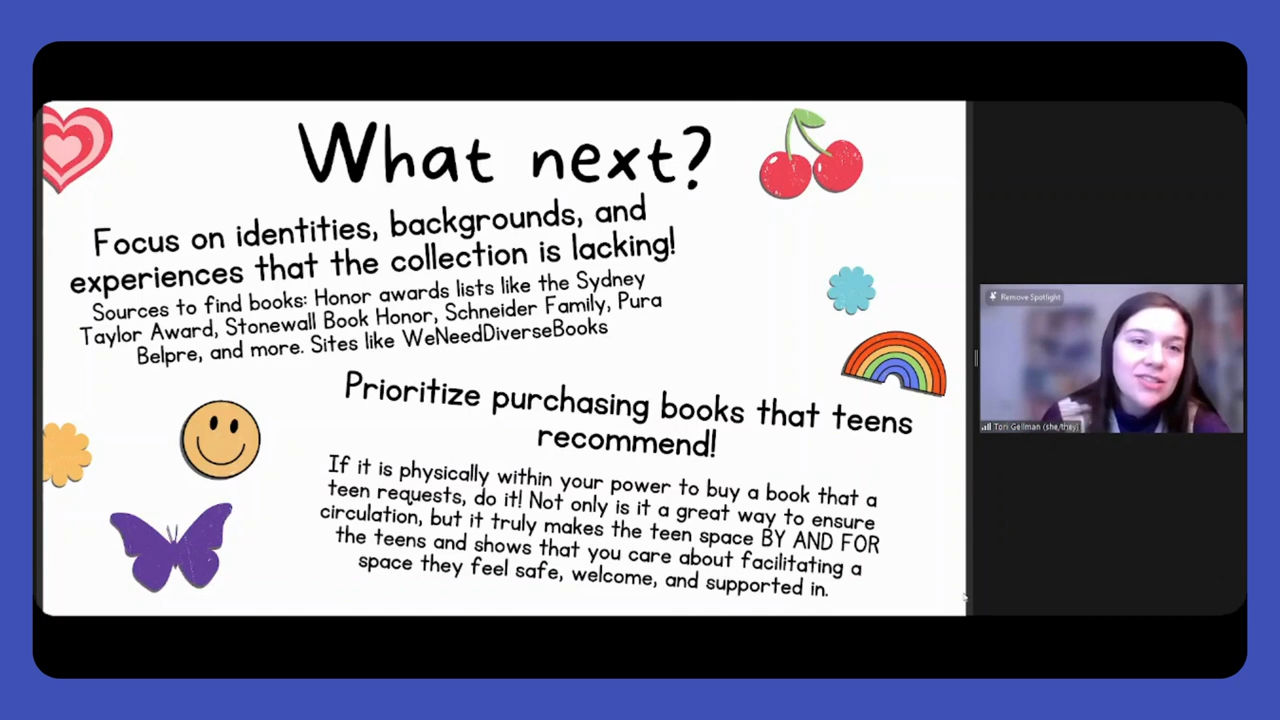 What next?
Focus on identities, backgrounds, and
experiences that the collection is lacking!
Sources to find books: Honor awards lists like the Sydney
Taylor Award, Stonewall Book Honor, Schneider Family, Pura
Belpre, and more. Sites like WeNeedDiverseBooks
Prioritize purchasing books that teens
recommend!
If it is physically within your power to buy a book that a
teen requests, do it! Not only is it a great way to ensure
circulation, but it truly makes the teen space BY AND FOR
the teens and shows that you care about facilitating a
space they feel safe, welcome, and supported in.
Remove Spotlight
Tori Gellman (she/they)